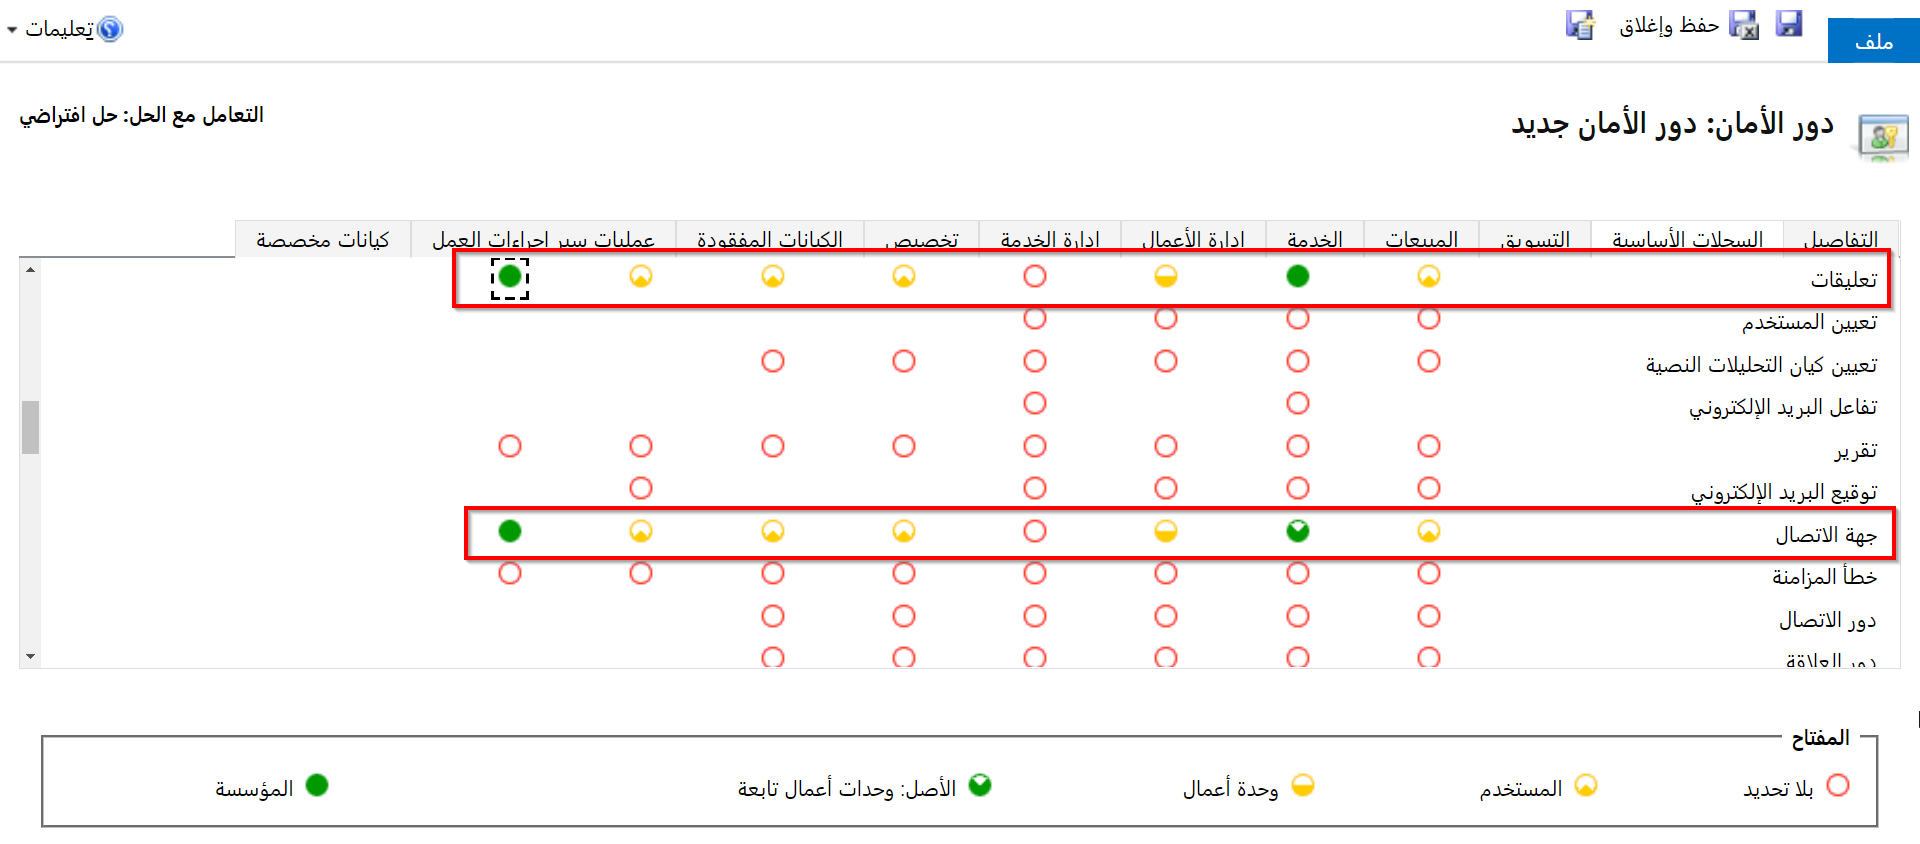 ملف
حفظ وإغلاق
تعليمات
دور الأمان: دور الأمان جديد
التعامل مع الحل: حل افتراضي
التفاصيل السجلات الأساسية التسويق المبيعات الخدمة إدارة الأعمال إدارة الخدمة تخصيص الكيانات المفقودة عمليات سير إجراءات العمل كيانات مخصصة
تعليقات
تعيين المستخدم
تعيين كيان التحليلات النصية
تفاعل البريد الإلكتروني
تقرير
توقيع البريد الإلكتروني
جهة الاتصال
خطأ المزامنة
دور الاتصال
دور العلاقة
المفتاح
بلا تحديد المستخدم وحدة أعمال الأصل: وحدات أعمال تابعة المؤسسة